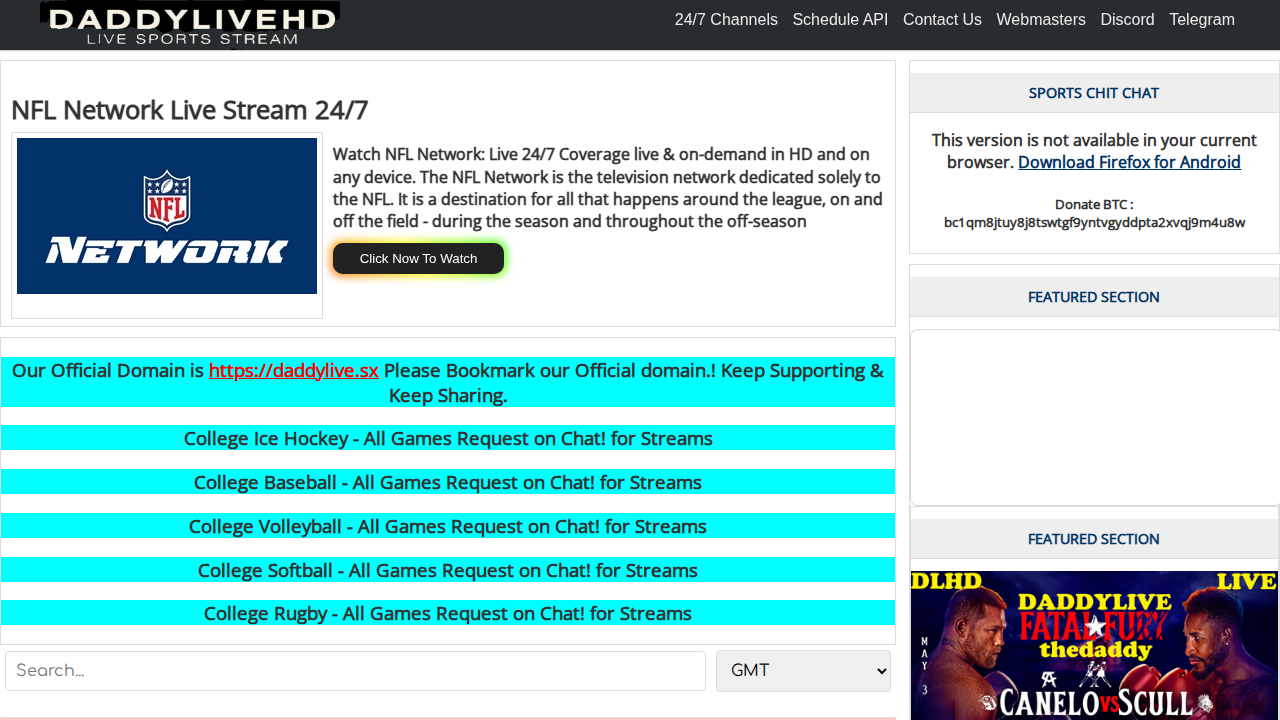 DADDYLIVEHD
LIVE SPORTS STREAM
24/7 Channels Schedule API Contact Us Webmasters Discord Telegram
NFL Network Live Stream 24/7
NFL
NETWORK
Watch NFL Network: Live 24/7 Coverage live & on-demand in HD and on
any device. The NFL Network is the television network dedicated solely to
the NFL. It is a destination for all that happens around the league, on and
off the field - during the season and throughout the off-season
Click Now To Watch
Our Official Domain is https://daddylive.sx Please Bookmark our Official domain.! Keep Supporting &
Keep Sharing.
College Ice Hockey - All Games Request on Chat! for Streams
College Baseball - All Games Request on Chat! for Streams
College Volleyball - All Games Request on Chat! for Streams
College Softball - All Games Request on Chat! for Streams
College Rugby - All Games Request on Chat! for Streams
Search...
GMT
SPORTS CHIT CHAT
This version is not available in your current
browser. Download Firefox for Android
Donate BTC :
bc1qm8jtuy8j8tswtgf9yntvgyddpta2xvqj9m4u8w
FEATURED SECTION
FEATURED SECTION
DLHD LIVE
DADDYLIVE
FATAL FURY
thedaddy
MAY 3
CANELO VS SCULL